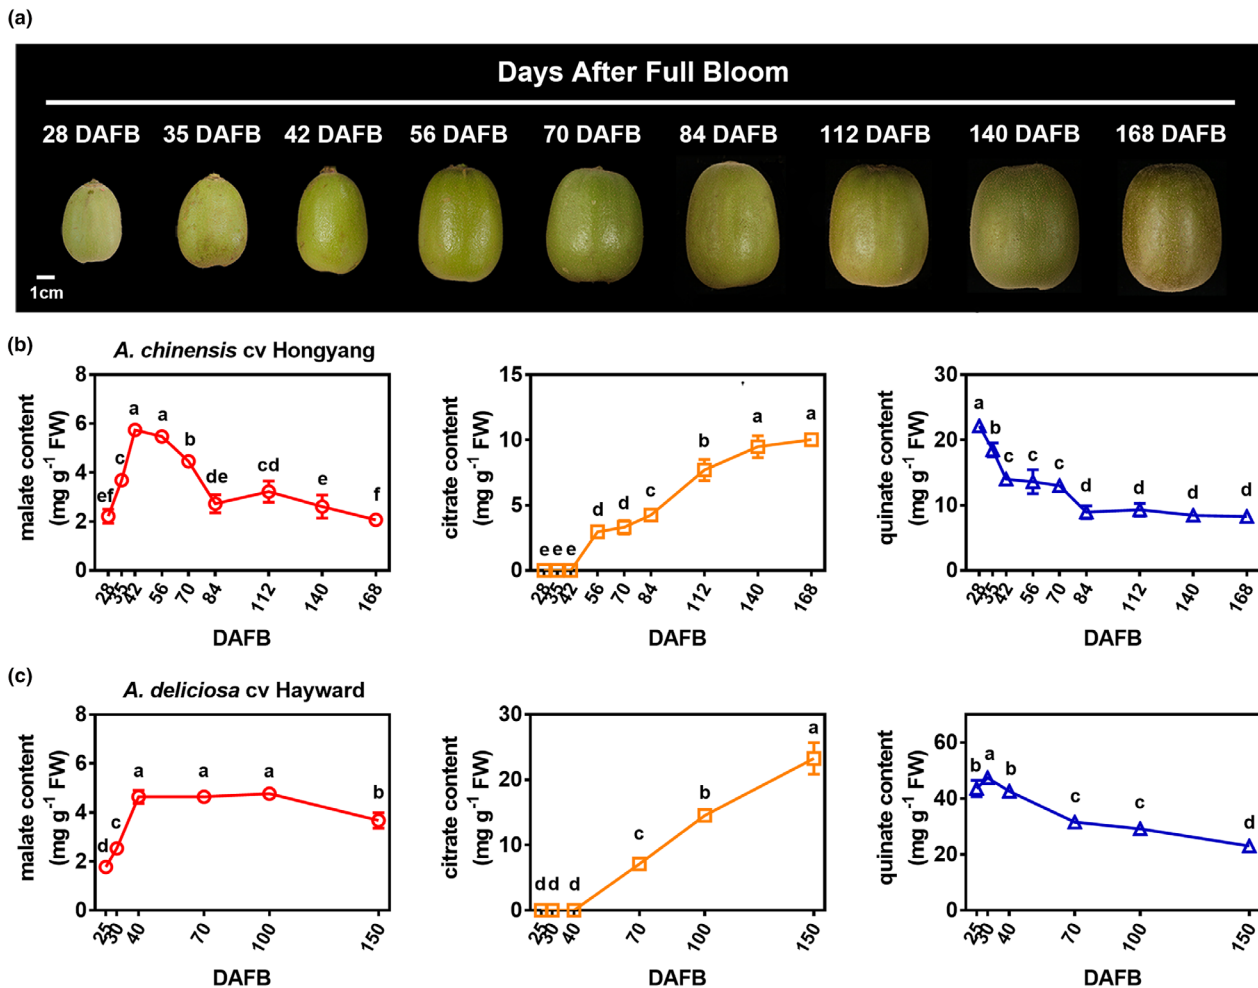 (a)
Days After Full Bloom
28 DAFB 35 DAFB 42 DAFB 56 DAFB 70 DAFB 84 DAFB 112 DAFB 140 DAFB 168 DAFB
1cm
(b)
A. chinensis cv Hongyang
malate content
(mg g⁻¹ FW)
8
6
4
2
0
ef c a a b de cd e f
28 35 42 56 70 84 112 140 168
DAFB
citrate content
(mg g⁻¹ FW)
15
10
5
0
e e e d d c b a a
28 35 42 56 70 84 112 140 168
DAFB
quinate content
(mg g⁻¹ FW)
30
20
10
0
a b c c c d d d d
28 35 42 56 70 84 112 140 168
DAFB
(c)
A. deliciosa cv Hayward
malate content
(mg g⁻¹ FW)
8
6
4
2
0
d c a a a b
25 30 40 70 100 150
DAFB
citrate content
(mg g⁻¹ FW)
30
20
10
0
d d d c b a
25 30 40 70 100 150
DAFB
quinate content
(mg g⁻¹ FW)
60
40
20
0
b a b c c d
25 30 40 70 100 150
DAFB